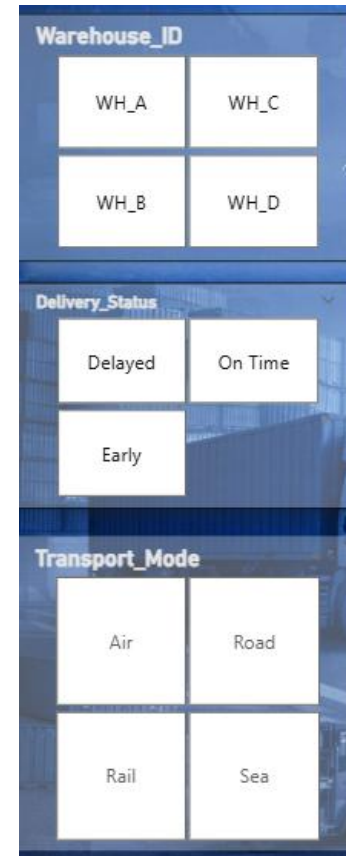 Warehouse_ID
WH_A WH_C
WH_B WH_D
Delivery_Status
Delayed On Time
Early
Transport_Mode
Air Road
Rail Sea